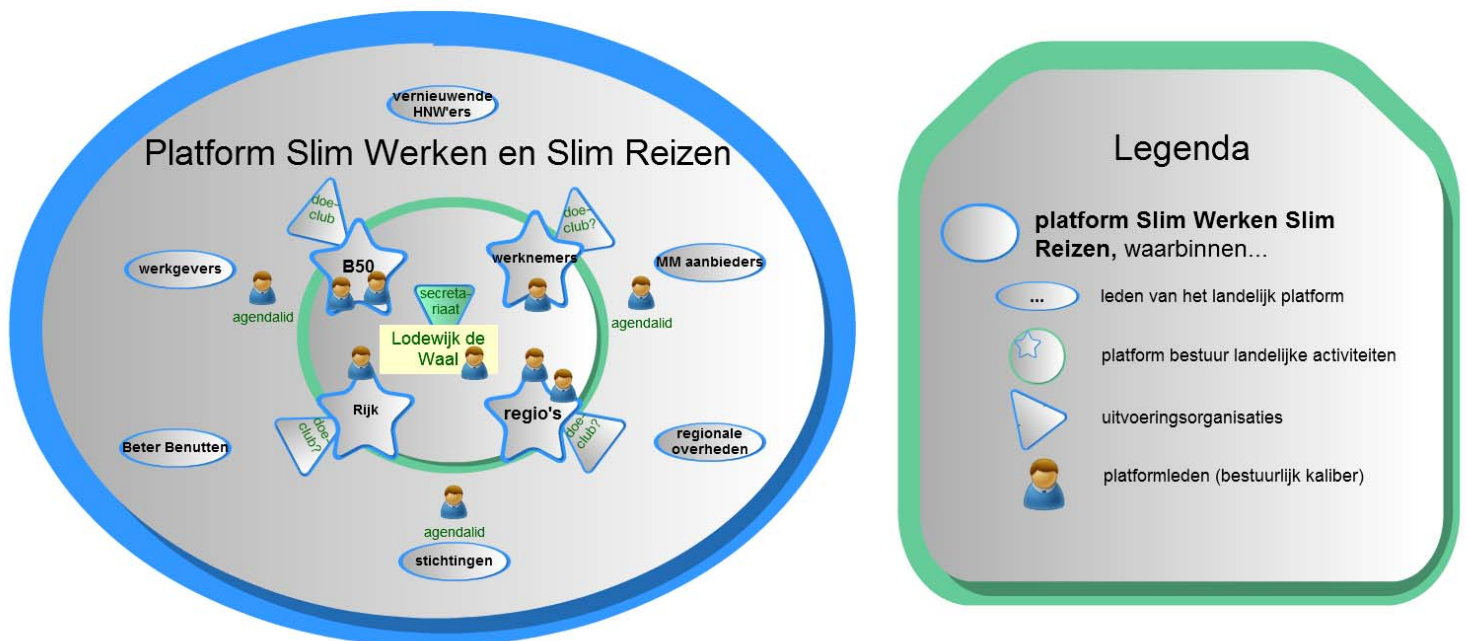 vernieuwende
HNW'ers
Platform Slim Werken en Slim Reizen
doe-
club
doe-
club?
B50
werknemers
werkgevers
MM aanbieders
agendalid
agendalid
secreta-
riaat
Lodewijk de
Waal
Rijk
regio's
doe-
club?
doe-
club?
Beter Benutten
regionale
overheden
agendalid
stichtingen
Legenda
platform Slim Werken Slim
Reizen, waarbinnen...
...
leden van het landelijk platform
platform bestuur landelijke activiteiten
uitvoeringsorganisaties
platformleden (bestuurlijk kaliber)